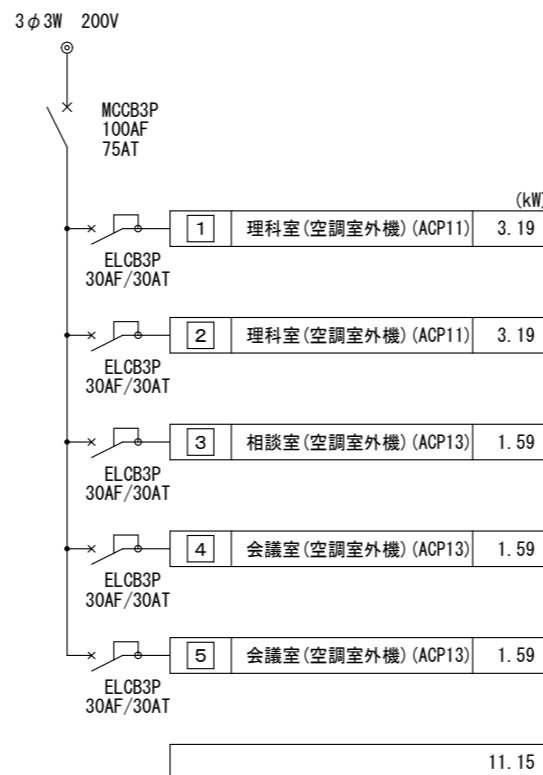 3φ3W 200V
MCCB3P
100AF
75AT
(kW)
1 理科室(空調室外機)(ACP11) 3.19
ELCB3P
30AF/30AT
2 理科室(空調室外機)(ACP11) 3.19
ELCB3P
30AF/30AT
3 相談室(空調室外機)(ACP13) 1.59
ELCB3P
30AF/30AT
4 会議室(空調室外機)(ACP13) 1.59
ELCB3P
30AF/30AT
5 会議室(空調室外機)(ACP13) 1.59
ELCB3P
30AF/30AT
11.15